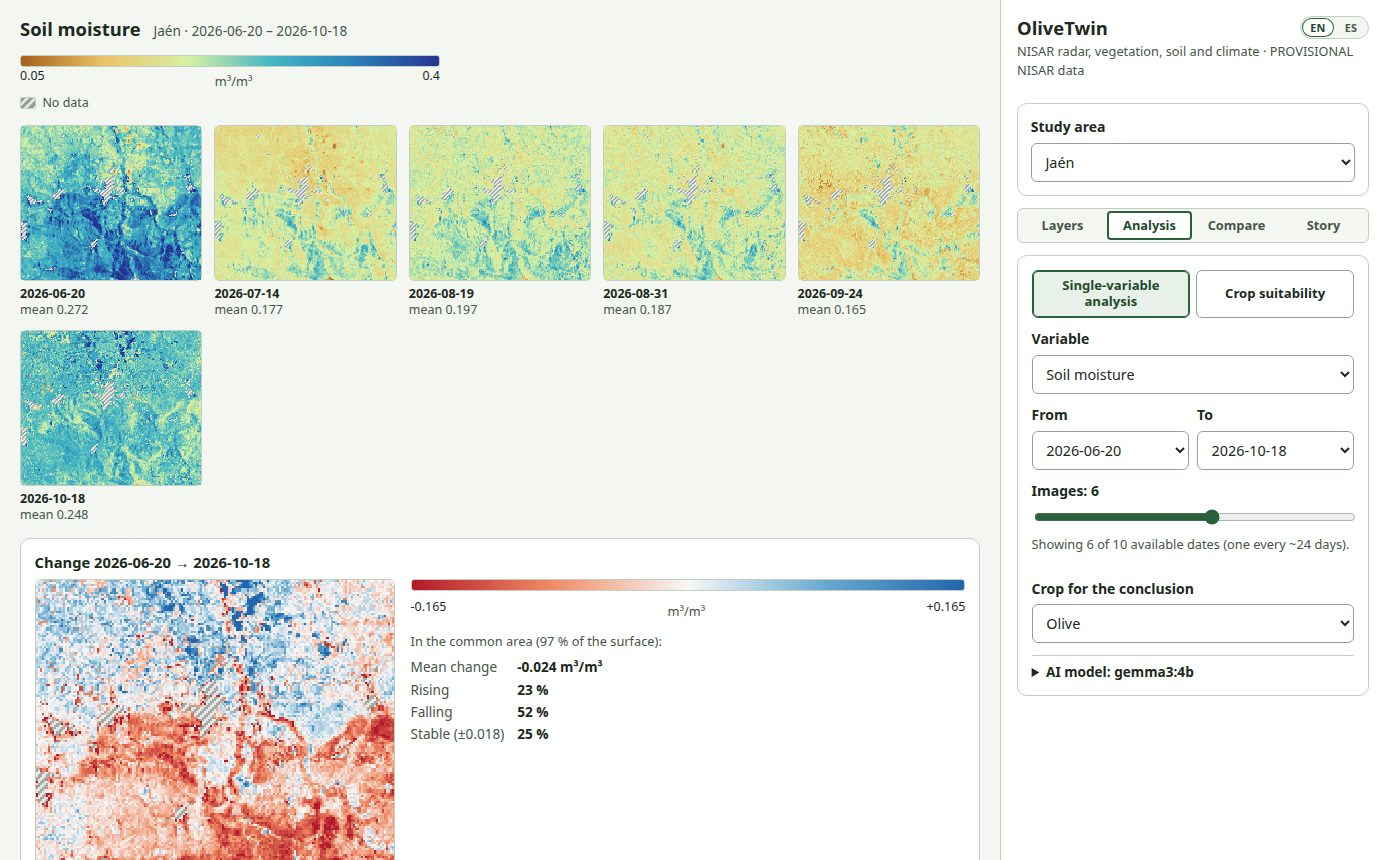 Soil moisture Jaén · 2026-06-20 – 2026-10-18
0.05 m³/m³ 0.4
No data
2026-06-20
mean 0.272
2026-07-14
mean 0.177
2026-08-19
mean 0.197
2026-08-31
mean 0.187
2026-09-24
mean 0.165
2026-10-18
mean 0.248
Change 2026-06-20 → 2026-10-18
-0.165 m³/m³ +0.165
In the common area (97 % of the surface):
Mean change -0.024 m³/m³
Rising 23 %
Falling 52 %
Stable (±0.018) 25 %
OliveTwin EN ES
NISAR radar, vegetation, soil and climate · PROVISIONAL
NISAR data
Study area
Jaén
Layers Analysis Compare Story
Single-variable
analysis
Crop suitability
Variable
Soil moisture
From To
2026-06-20 2026-10-18
Images: 6
Showing 6 of 10 available dates (one every ~24 days).
Crop for the conclusion
Olive
▶ AI model: gemma3:4b